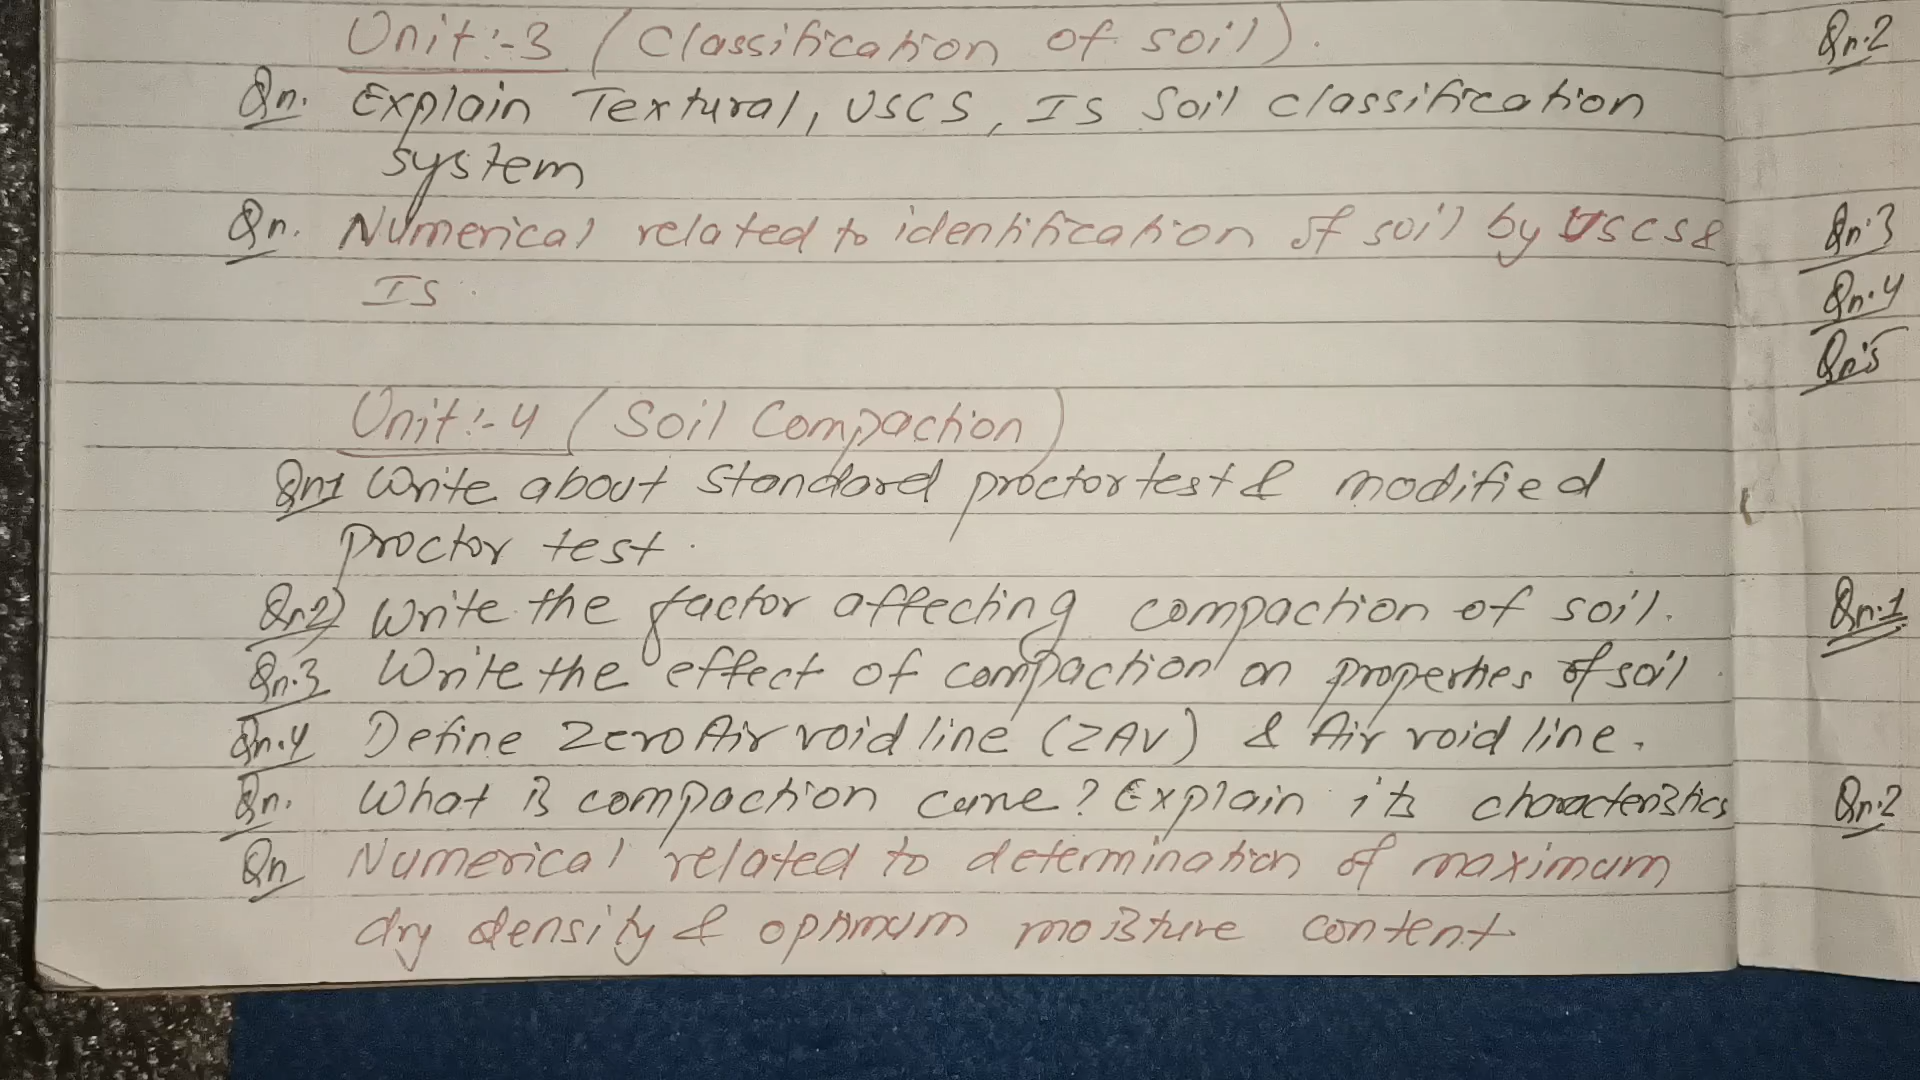 Unit:-3 (Classification of soil).
Qn. Explain Textural, USCS, IS Soil classification
system
Qn. Numerical related to identification of soil by USCS &
IS.
Unit:-4 (Soil Compaction)
Qn1 Write about Standard proctor test & modified
proctor test.
Qn2) Write the factor affecting compaction of soil.
Qn.3 Write the effect of compaction on properties of soil.
Qn.4 Define Zero Air void line (ZAV) & Air void line.
Qn. What is compaction curve? Explain its characteristics
Qn Numerical related to determination of maximum
dry density & optimum moisture content.
Qn.2
Qn.3
Qn.4
Qn.5
Qn.1
Qn.2